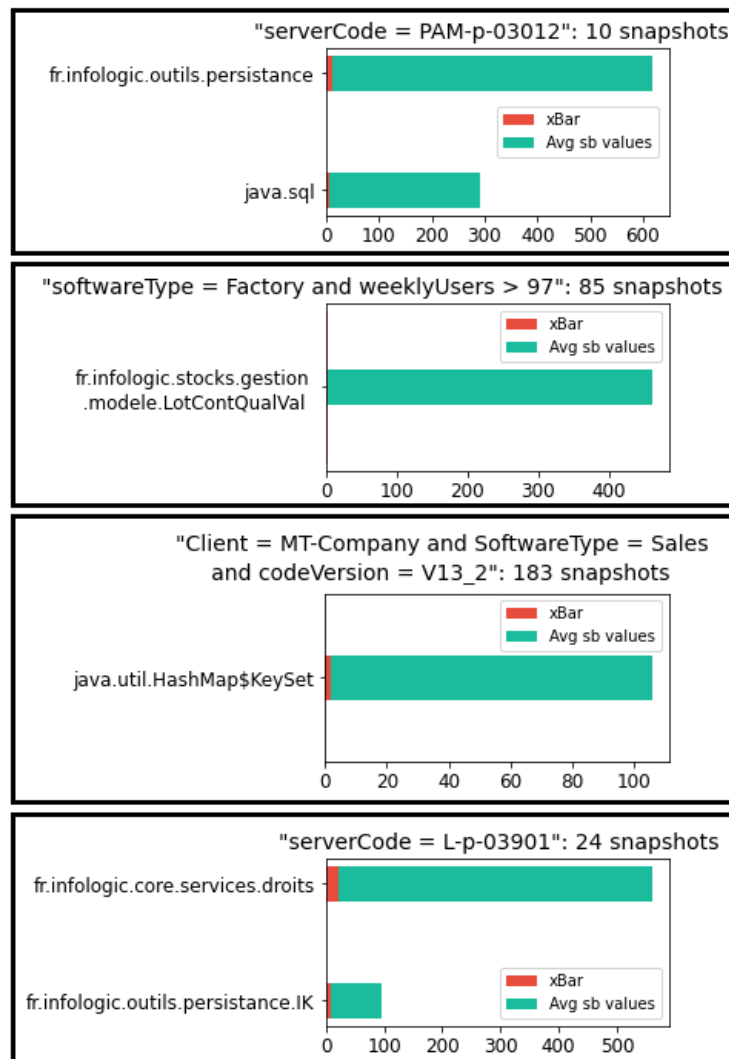 "serverCode = PAM-p-03012": 10 snapshots
fr.infologic.outils.persistance
xBar
Avg sb values
java.sql
0 100 200 300 400 500 600
"softwareType = Factory and weeklyUsers > 97": 85 snapshots
xBar
Avg sb values
fr.infologic.stocks.gestion
.modele.LotContQualVal
0 100 200 300 400
"Client = MT-Company and SoftwareType = Sales
and codeVersion = V13_2": 183 snapshots
xBar
Avg sb values
java.util.HashMap$KeySet
0 20 40 60 80 100
"serverCode = L-p-03901": 24 snapshots
fr.infologic.core.services.droits
xBar
Avg sb values
fr.infologic.outils.persistance.IK
0 100 200 300 400 500